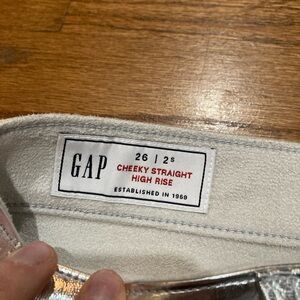 GAP
26 | 2S
CHEEKY STRAIGHT
HIGH RISE
ESTABLISHED IN 1969